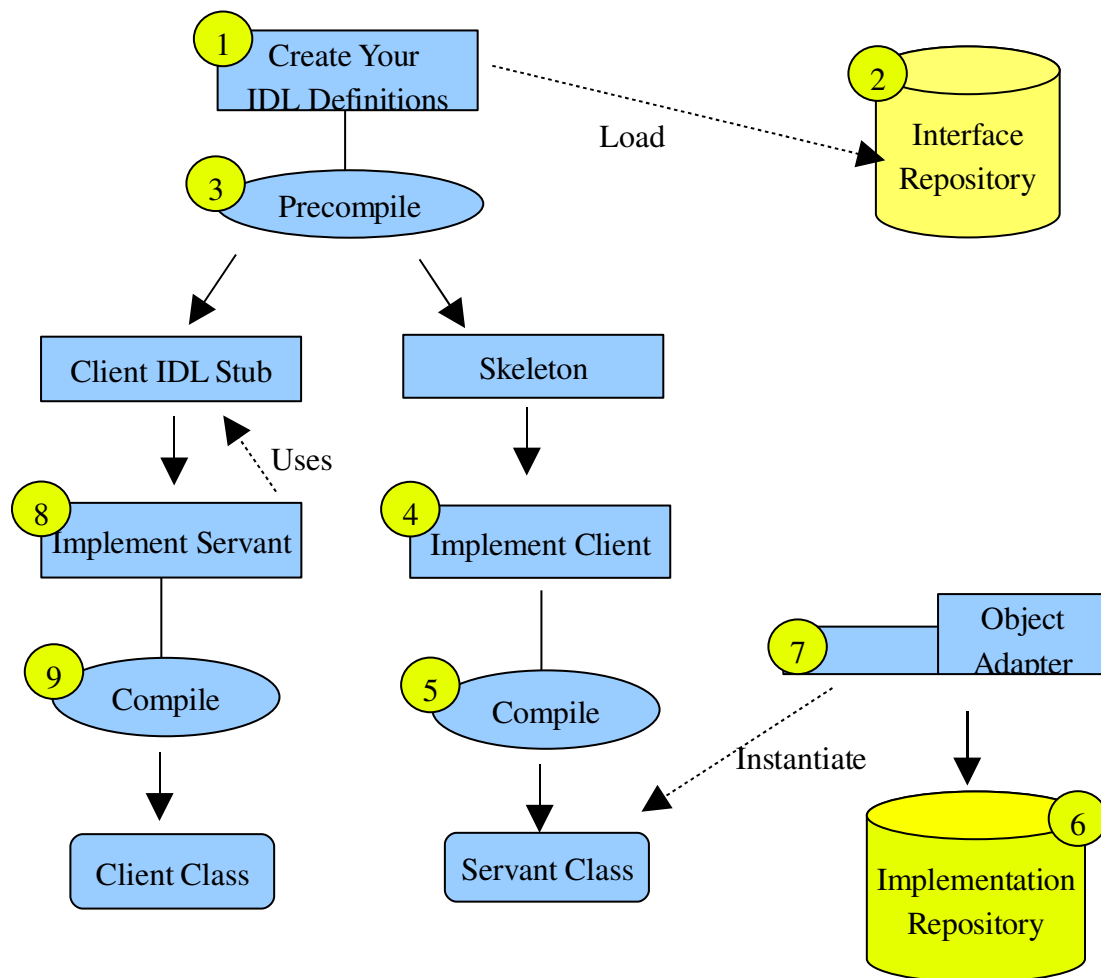 1
Create Your
IDL Definitions
2
Interface
Repository
Load
3
Precompile
Client IDL Stub
Skeleton
Uses
8
Implement Servant
4
Implement Client
7
Object
Adapter
9
Compile
5
Compile
Instantiate
6
Client Class
Servant Class
Implementation
Repository